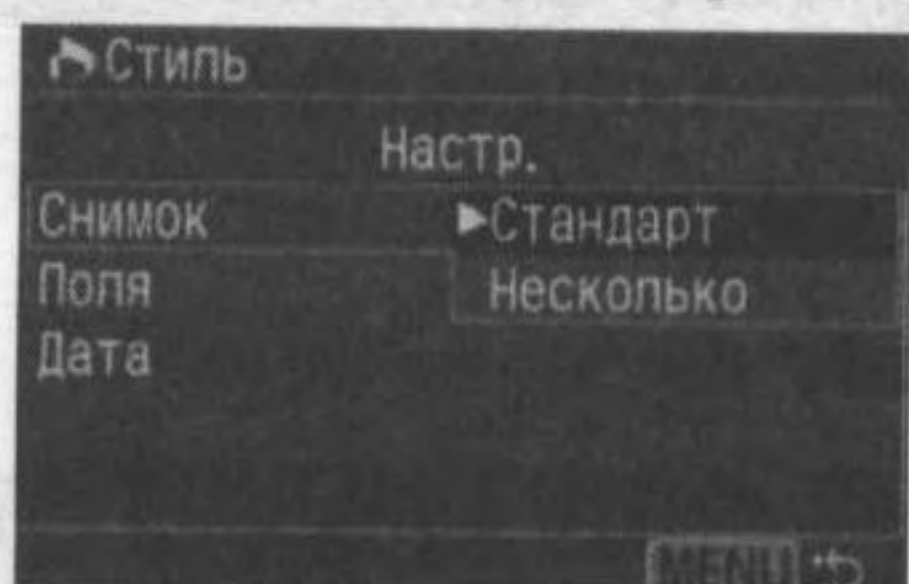 Стиль
Настр.
Снимок ▶Стандарт
Поля Несколько
Дата
MENU